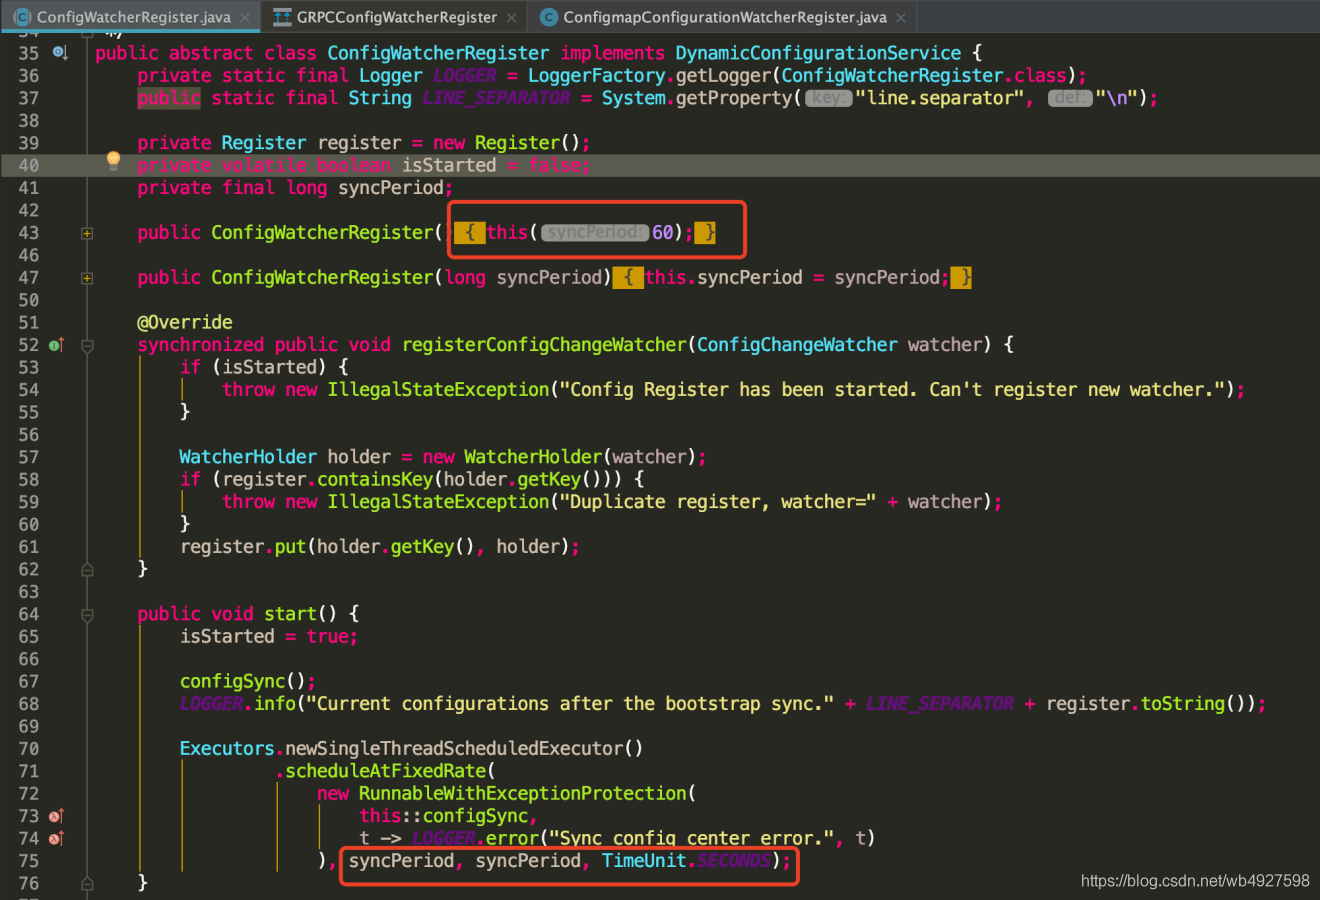 ConfigWatcherRegister.java × GRPCConfigWatcherRegister × ConfigmapConfigurationWatcherRegister.java ×
34 */
35 public abstract class ConfigWatcherRegister implements DynamicConfigurationService {
36 private static final Logger LOGGER = LoggerFactory.getLogger(ConfigWatcherRegister.class);
37 public static final String LINE_SEPARATOR = System.getProperty( key: "line.separator", def: "\n");
38
39 private Register register = new Register();
40 private volatile boolean isStarted = false;
41 private final long syncPeriod;
42
43 public ConfigWatcherRegister() { this( syncPeriod: 60); }
46
47 public ConfigWatcherRegister(long syncPeriod) { this.syncPeriod = syncPeriod; }
50
51 @Override
52 synchronized public void registerConfigChangeWatcher(ConfigChangeWatcher watcher) {
53 if (isStarted) {
54 throw new IllegalStateException("Config Register has been started. Can't register new watcher.");
55 }
56
57 WatcherHolder holder = new WatcherHolder(watcher);
58 if (register.containsKey(holder.getKey())) {
59 throw new IllegalStateException("Duplicate register, watcher=" + watcher);
60 }
61 register.put(holder.getKey(), holder);
62 }
63
64 public void start() {
65 isStarted = true;
66
67 configSync();
68 LOGGER.info("Current configurations after the bootstrap sync." + LINE_SEPARATOR + register.toString());
69
70 Executors.newSingleThreadScheduledExecutor()
71 .scheduleAtFixedRate(
72 new RunnableWithExceptionProtection(
73 this::configSync,
74 t -> LOGGER.error("Sync config center error.", t)
75 ), syncPeriod, syncPeriod, TimeUnit.SECONDS);
76 }
https://blog.csdn.net/wb4927598